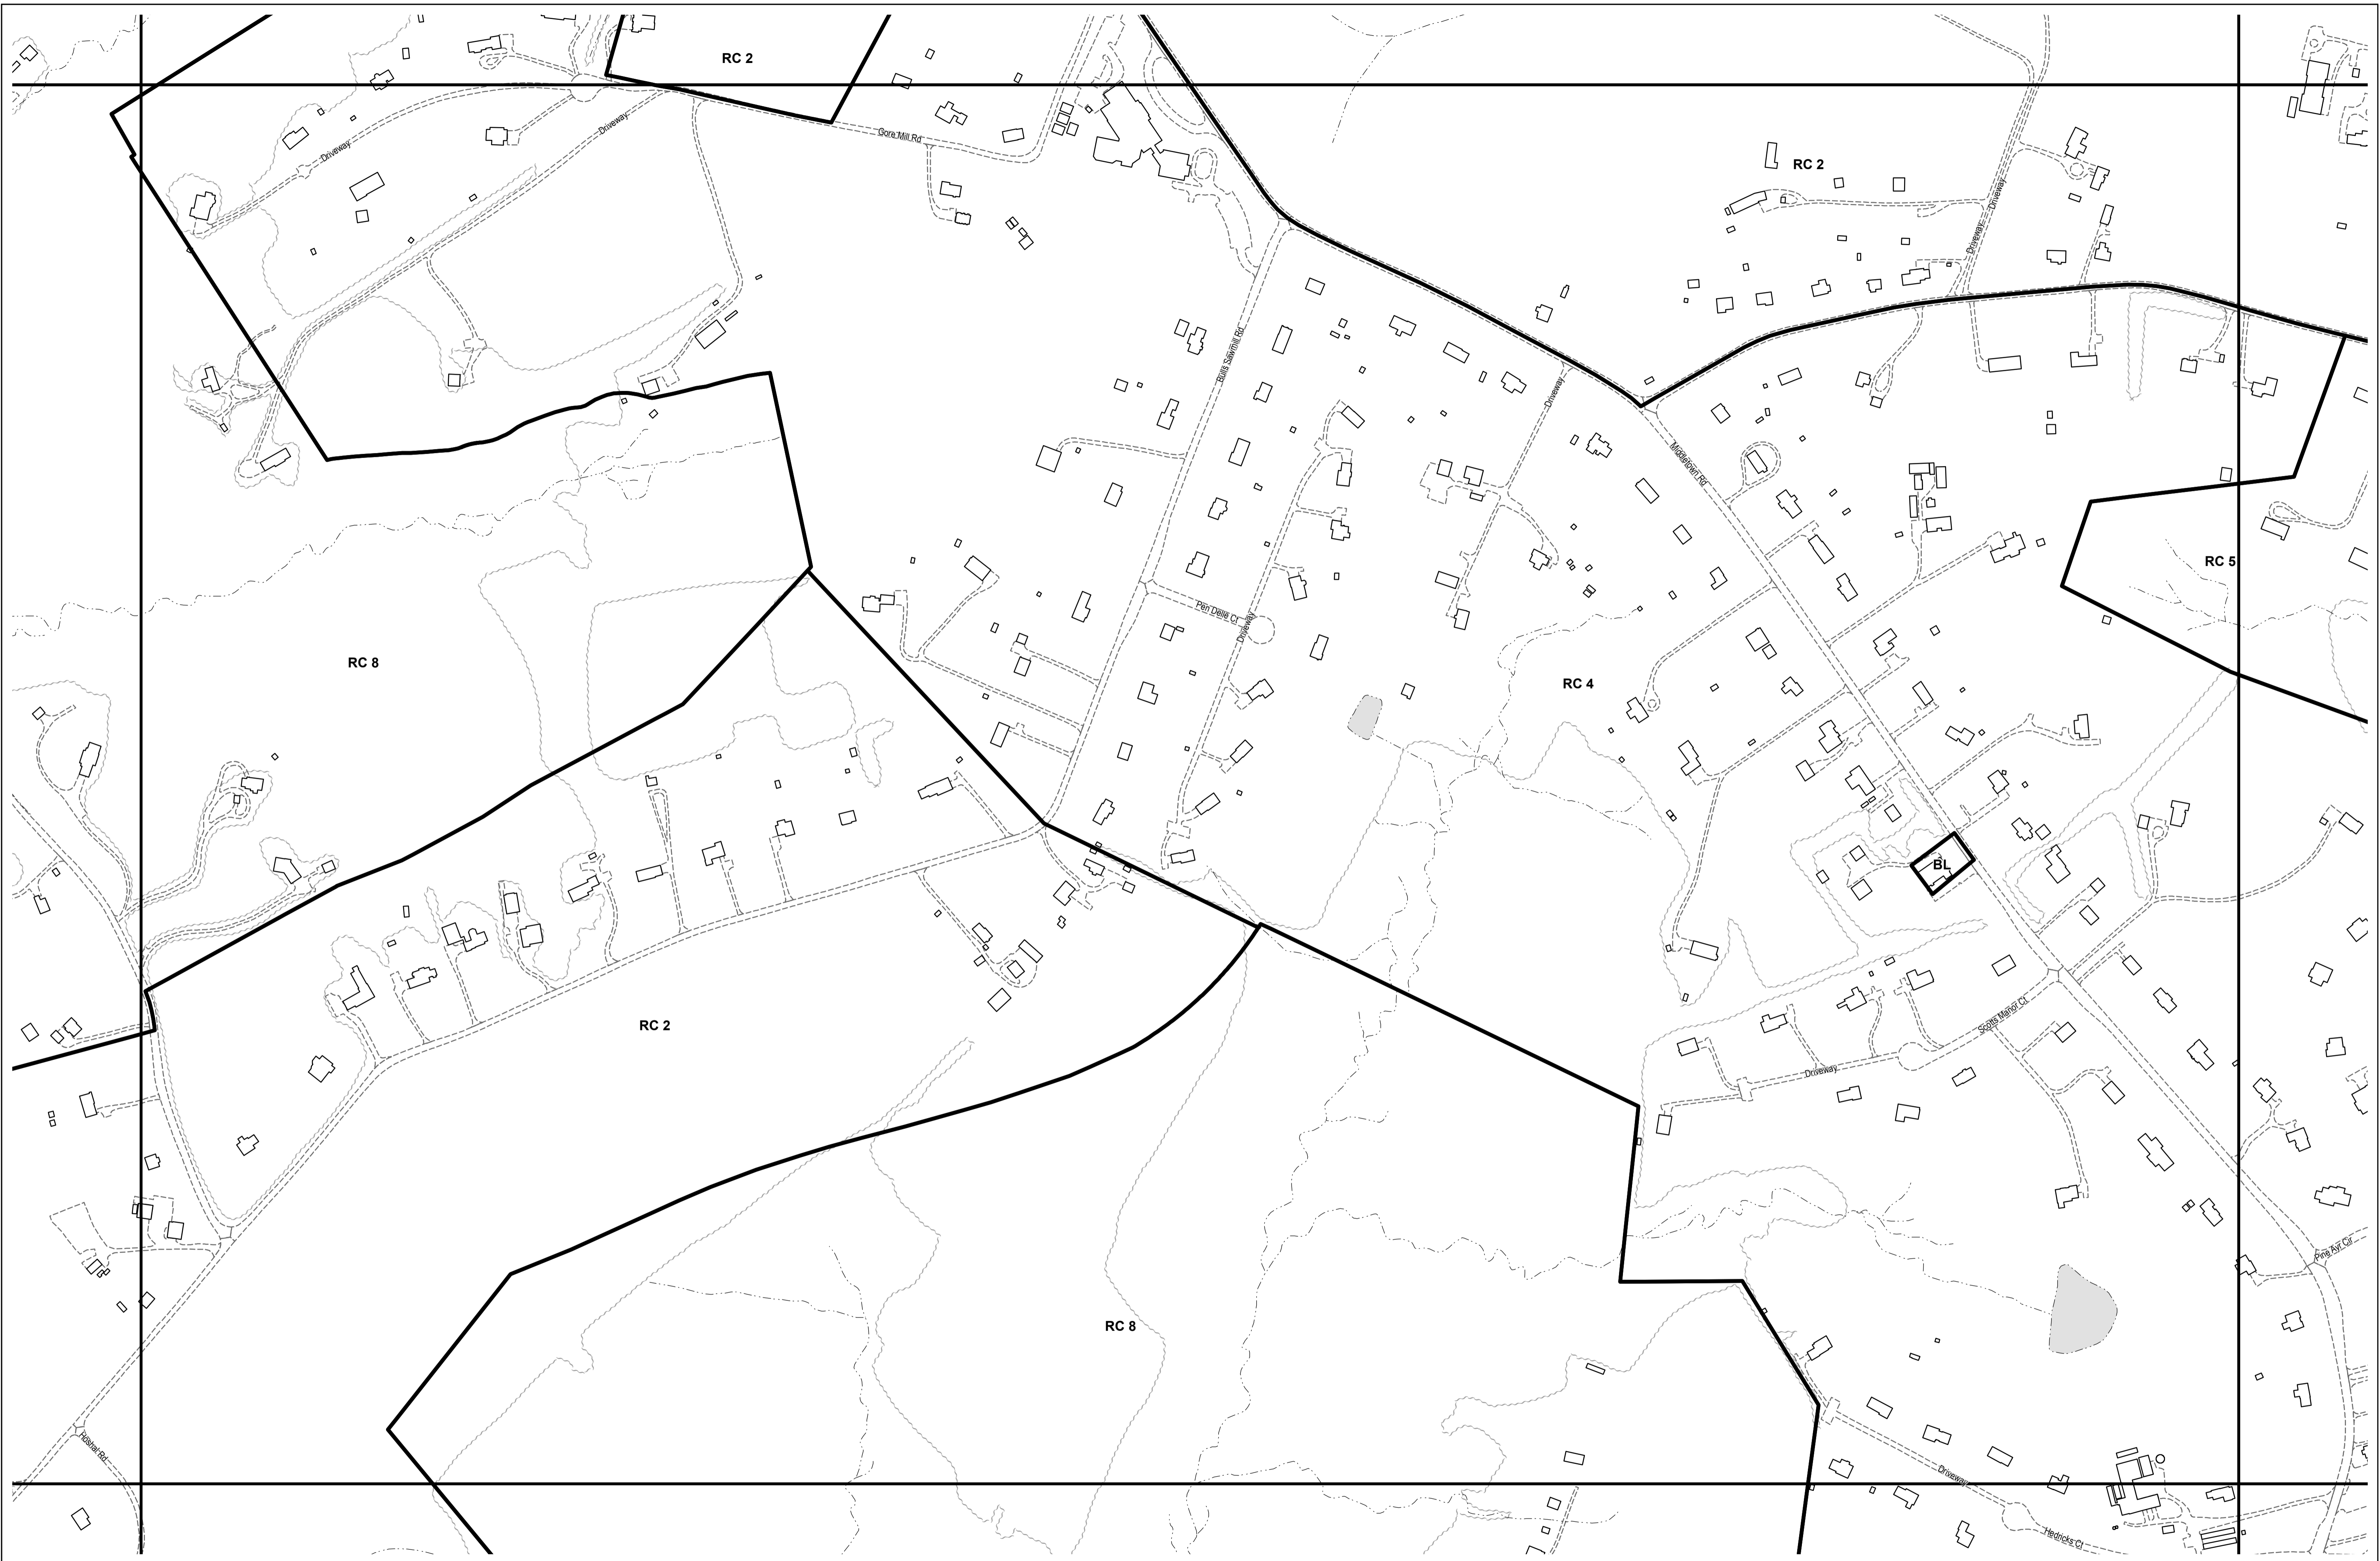 RC 2
Gore Mill Rd
Driveway
Driveway
RC 2
Driveway
Driveway
Bulls Sawmill Rd
Driveway
Middletown Rd
RC 5
Pen Delle Ct
Driveway
RC 8
RC 4
BL
RC 2
Scotts Manor Ct
Driveway
Pine Ayr Cir
RC 8
Hoshal Rd
Driveway
Hedricks Ct